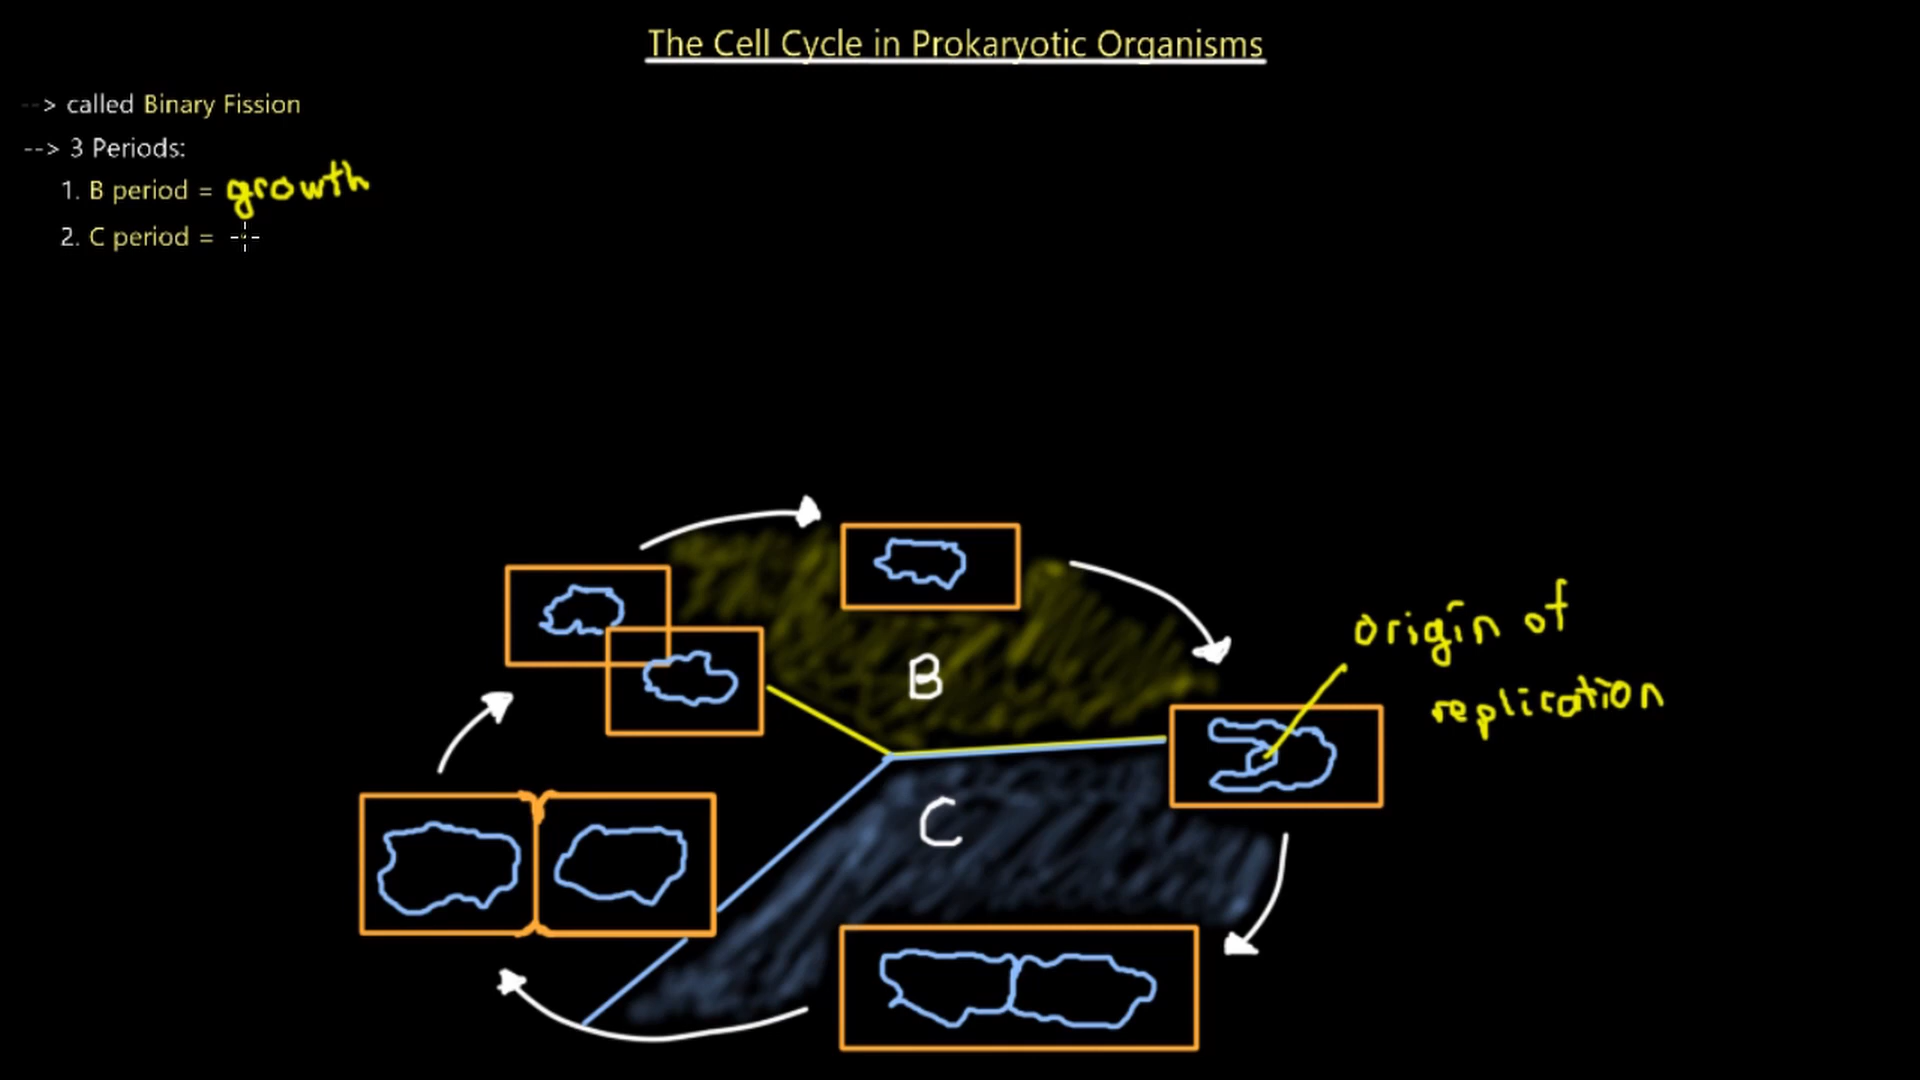 The Cell Cycle in Prokaryotic Organisms
--> called Binary Fission
--> 3 Periods:
1. B period = growth
2. C period =
B
origin of
replication
C